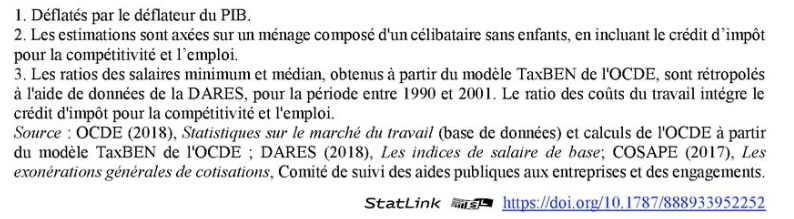 1. Déflatés par le déflateur du PIB.
2. Les estimations sont axées sur un ménage composé d'un célibataire sans enfants, en incluant le crédit d’impôt
pour la compétitivité et l’emploi.
3. Les ratios des salaires minimum et médian, obtenus à partir du modèle TaxBEN de l'OCDE, sont rétropolés
à l'aide de données de la DARES, pour la période entre 1990 et 2001. Le ratio des coûts du travail intégre le
crédit d'impôt pour la compétitivité et l'emploi.
Source : OCDE (2018), Statistiques sur le marché du travail (base de données) et calculs de l'OCDE à partir
du modèle TaxBEN de l'OCDE ; DARES (2018), Les indices de salaire de base; COSAPE (2017), Les
exonérations générales de cotisations, Comité de suivi des aides publiques aux entreprises et des engagements.
StatLink https://doi.org/10.1787/888933952252